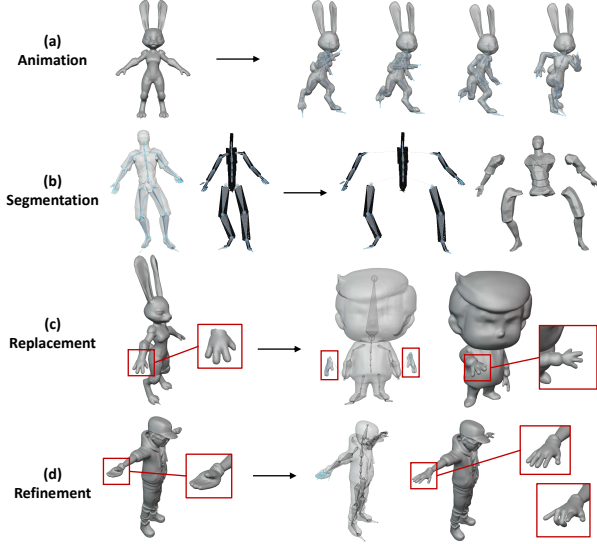 (a)
Animation
(b)
Segmentation
(c)
Replacement
(d)
Refinement